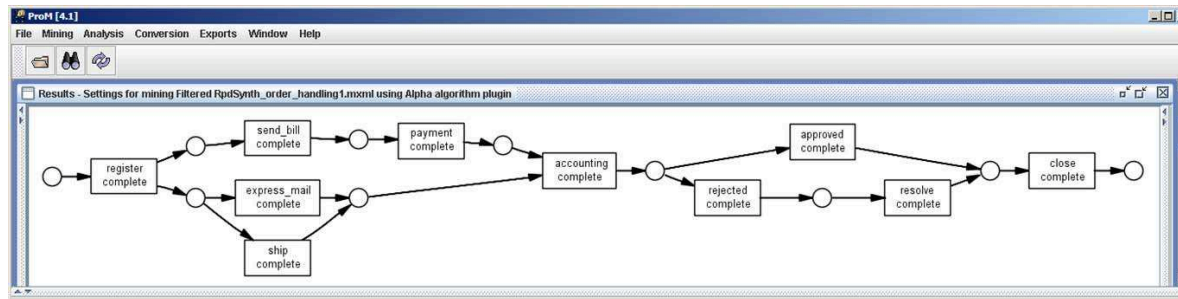 ProM [4.1]
File Mining Analysis Conversion Exports Window Help
Results - Settings for mining Filtered RpdSynth_order_handling1.mxml using Alpha algorithm plugin
register
complete
send_bill
complete
payment
complete
express_mail
complete
ship
complete
accounting
complete
approved
complete
rejected
complete
resolve
complete
close
complete